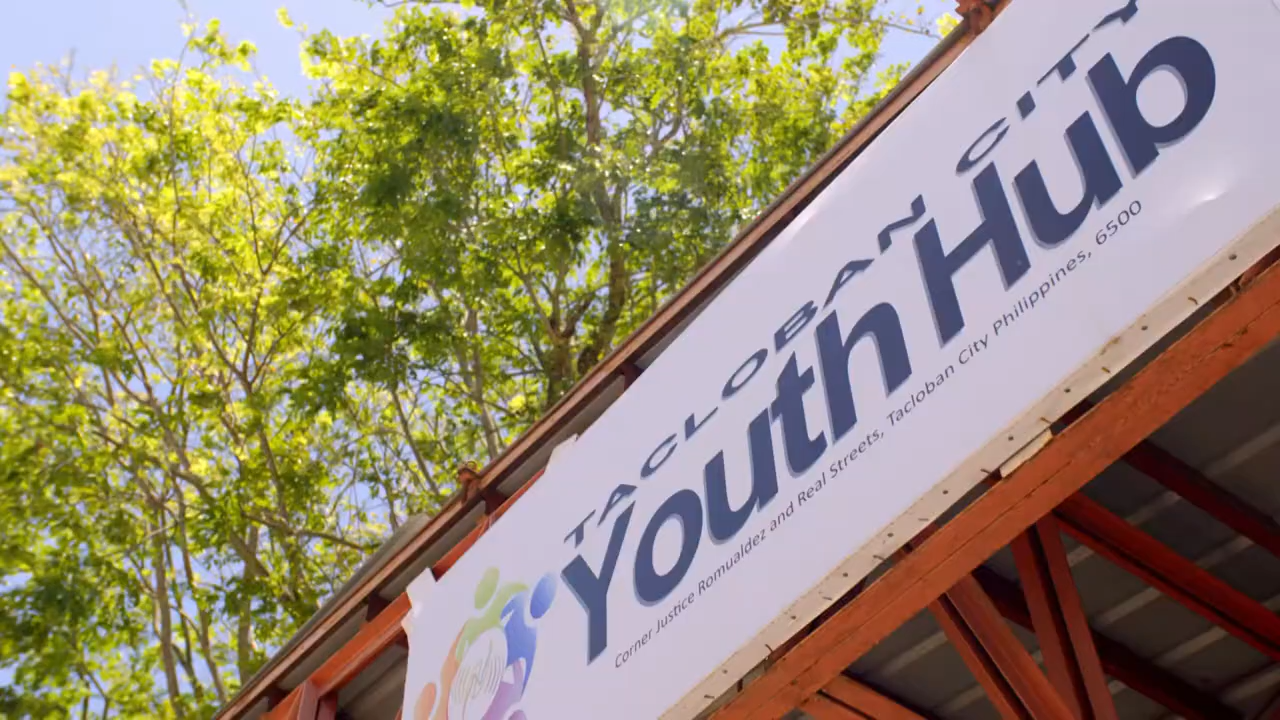 TACLOBAN CITY
Youth Hub
Corner Justice Romualdez and Real Streets, Tacloban City Philippines, 6500